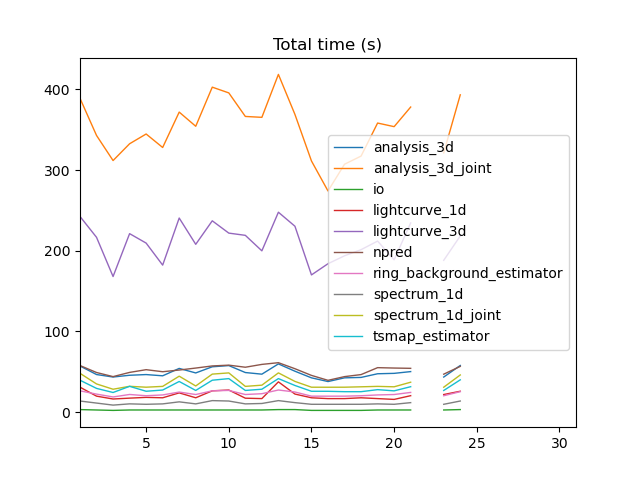 Total time (s)
400
300
200
100
0
analysis_3d
analysis_3d_joint
io
lightcurve_1d
lightcurve_3d
npred
ring_background_estimator
spectrum_1d
spectrum_1d_joint
tsmap_estimator
5 10 15 20 25 30